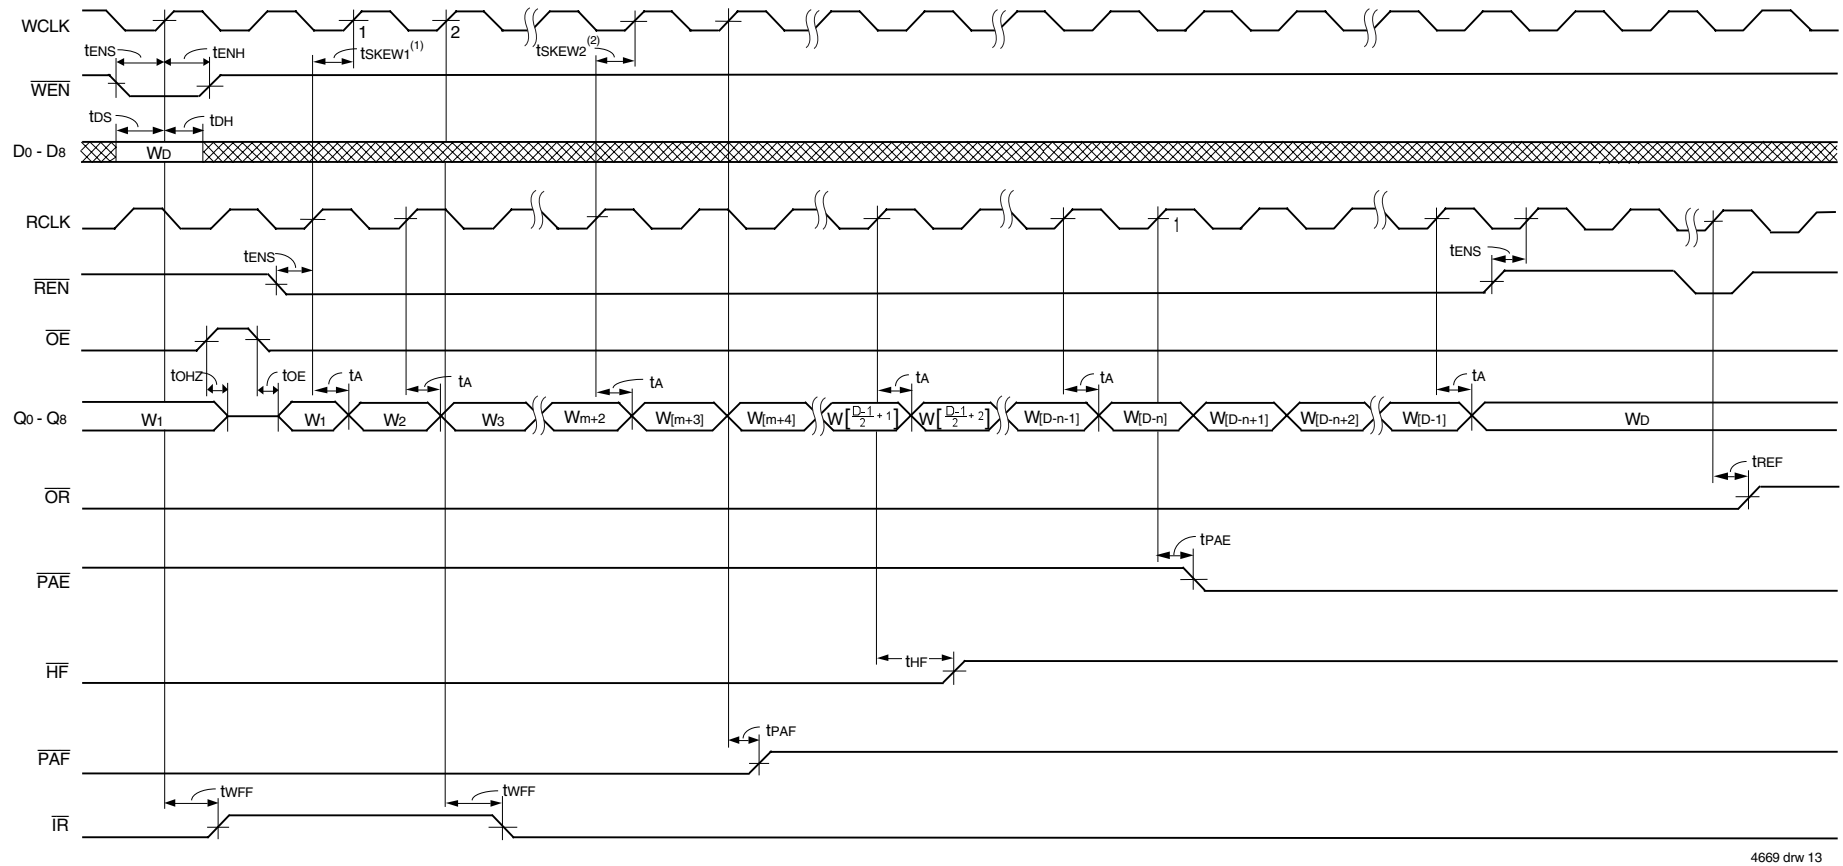 WCLK
1
2
tENS
tENH
tSKEW1(1)
tSKEW2(2)
WEN
tDS
tDH
D0 - D8
WD
RCLK
1
tENS
tENS
REN
OE
tOHZ
tOE
tA
tA
tA
tA
tA
tA
Q0 - Q8
W1
W1
W2
W3
Wm+2
W[m+3]
W[m+4]
W[D-1/2 + 1]
W[D-1/2 + 2]
W[D-n-1]
W[D-n]
W[D-n+1]
W[D-n+2]
W[D-1]
WD
tREF
OR
tPAE
PAE
HF
tHF
tPAF
PAF
tWFF
tWFF
IR
4669 drw 13